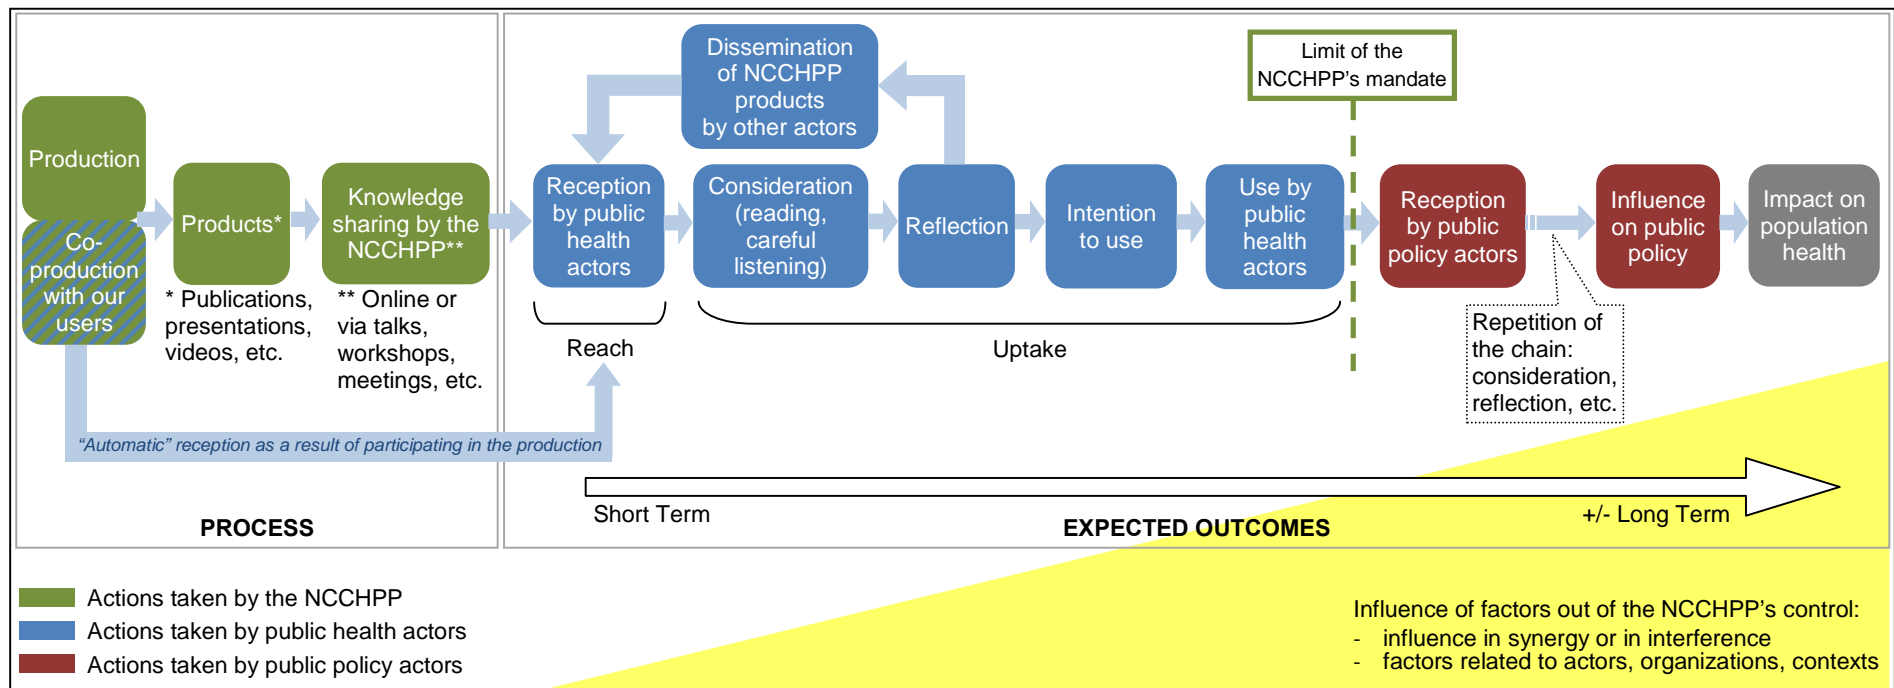 Production
Co-
production
with our
users
Products*
* Publications,
presentations,
videos, etc.
Knowledge
sharing by the
NCCHPP**
** Online or
via talks,
workshops,
meetings, etc.
"Automatic" reception as a result of participating in the production
PROCESS
Dissemination
of NCCHPP
products
by other actors
Reception
by public
health
actors
Reach
Consideration
(reading,
careful
listening)
Reflection
Intention
to use
Use by
public
health
actors
Uptake
Limit of the
NCCHPP's mandate
Reception
by public
policy actors
Repetition of
the chain:
consideration,
reflection, etc.
Influence
on public
policy
Impact on
population
health
Short Term
+/- Long Term
EXPECTED OUTCOMES
Actions taken by the NCCHPP
Actions taken by public health actors
Actions taken by public policy actors
Influence of factors out of the NCCHPP's control:
- influence in synergy or in interference
- factors related to actors, organizations, contexts